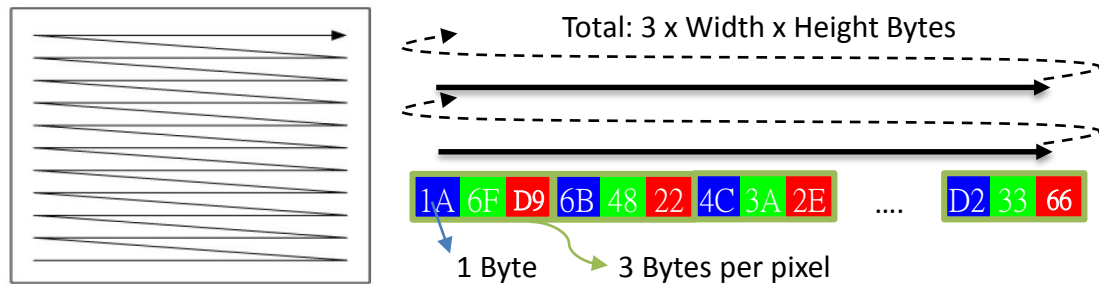 Total: 3 x Width x Height Bytes
1A 6F D9 6B 48 22 4C 3A 2E .... D2 33 66
1 Byte 3 Bytes per pixel